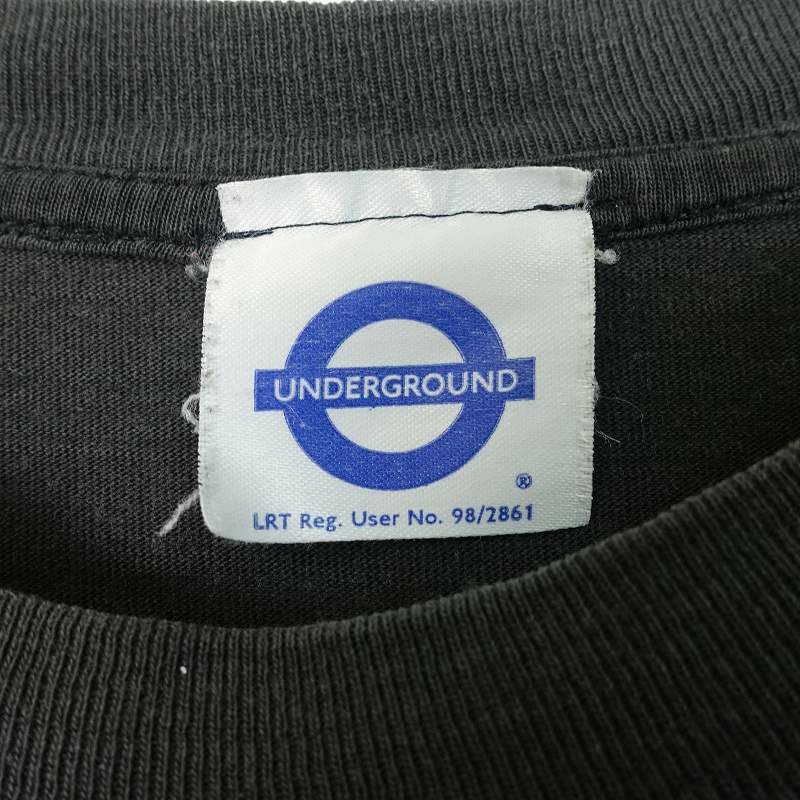 UNDERGROUND
®
LRT Reg. User No. 98/2861